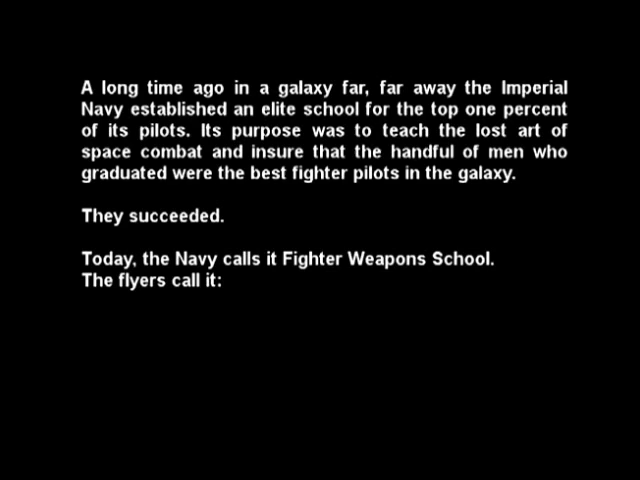 A long time ago in a galaxy far, far away the Imperial
Navy established an elite school for the top one percent
of its pilots. Its purpose was to teach the lost art of
space combat and insure that the handful of men who
graduated were the best fighter pilots in the galaxy.
They succeeded.
Today, the Navy calls it Fighter Weapons School.
The flyers call it: